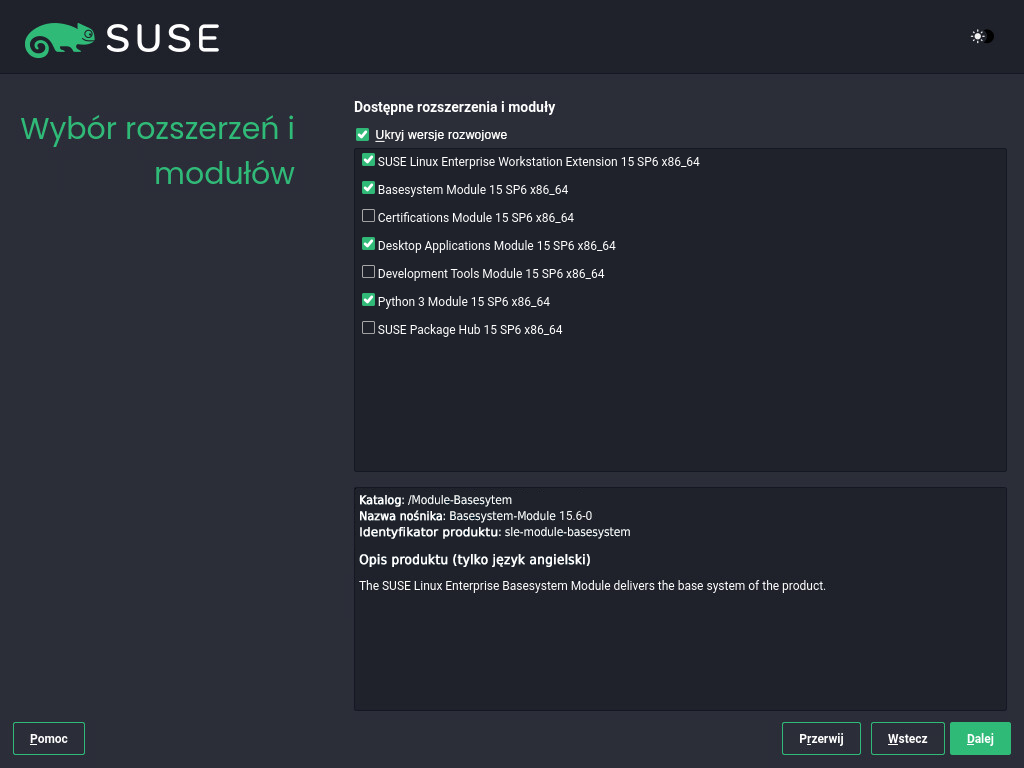 SUSE
Wybór rozszerzeń i
modułów
Dostępne rozszerzenia i moduły
Ukryj wersje rozwojowe
SUSE Linux Enterprise Workstation Extension 15 SP6 x86_64
Basesystem Module 15 SP6 x86_64
Certifications Module 15 SP6 x86_64
Desktop Applications Module 15 SP6 x86_64
Development Tools Module 15 SP6 x86_64
Python 3 Module 15 SP6 x86_64
SUSE Package Hub 15 SP6 x86_64
Katalog: /Module-Basesytem
Nazwa nośnika: Basesystem-Module 15.6-0
Identyfikator produktu: sle-module-basesystem
Opis produktu (tylko język angielski)
The SUSE Linux Enterprise Basesystem Module delivers the base system of the product.
Pomoc Przerwij Wstecz Dalej